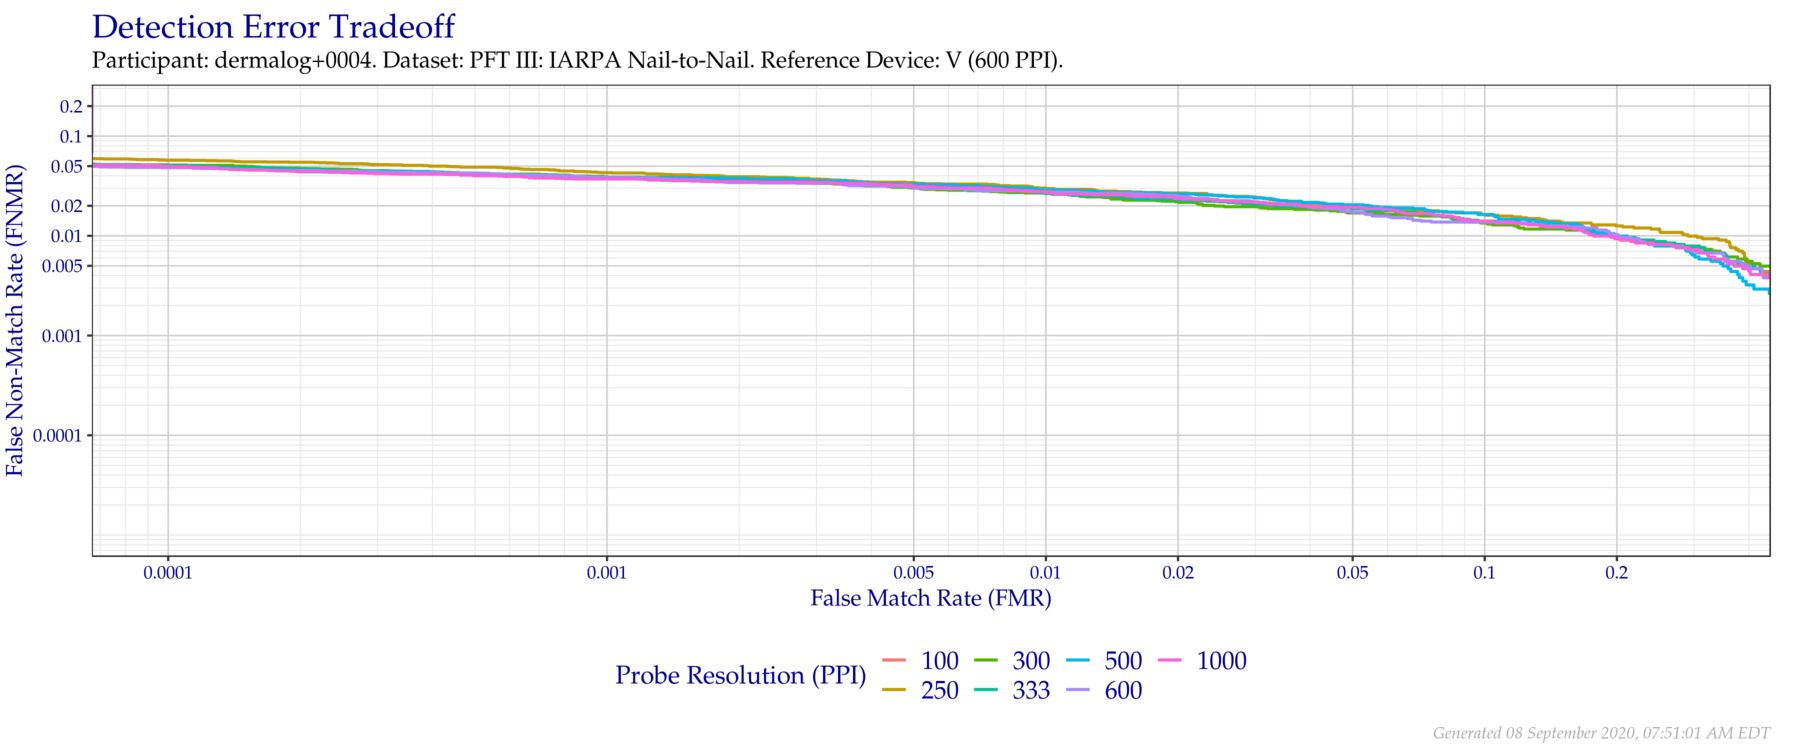 Detection Error Tradeoff
Participant: dermalog+0004. Dataset: PFT III: IARPA Nail-to-Nail. Reference Device: V (600 PPI).
False Non-Match Rate (FNMR)
0.2
0.1
0.05
0.02
0.01
0.005
0.001
0.0001
0.0001 0.001 0.005 0.01 0.02 0.05 0.1 0.2
False Match Rate (FMR)
Probe Resolution (PPI)
100 300 500 1000
250 333 600
Generated 08 September 2020, 07:51:01 AM EDT